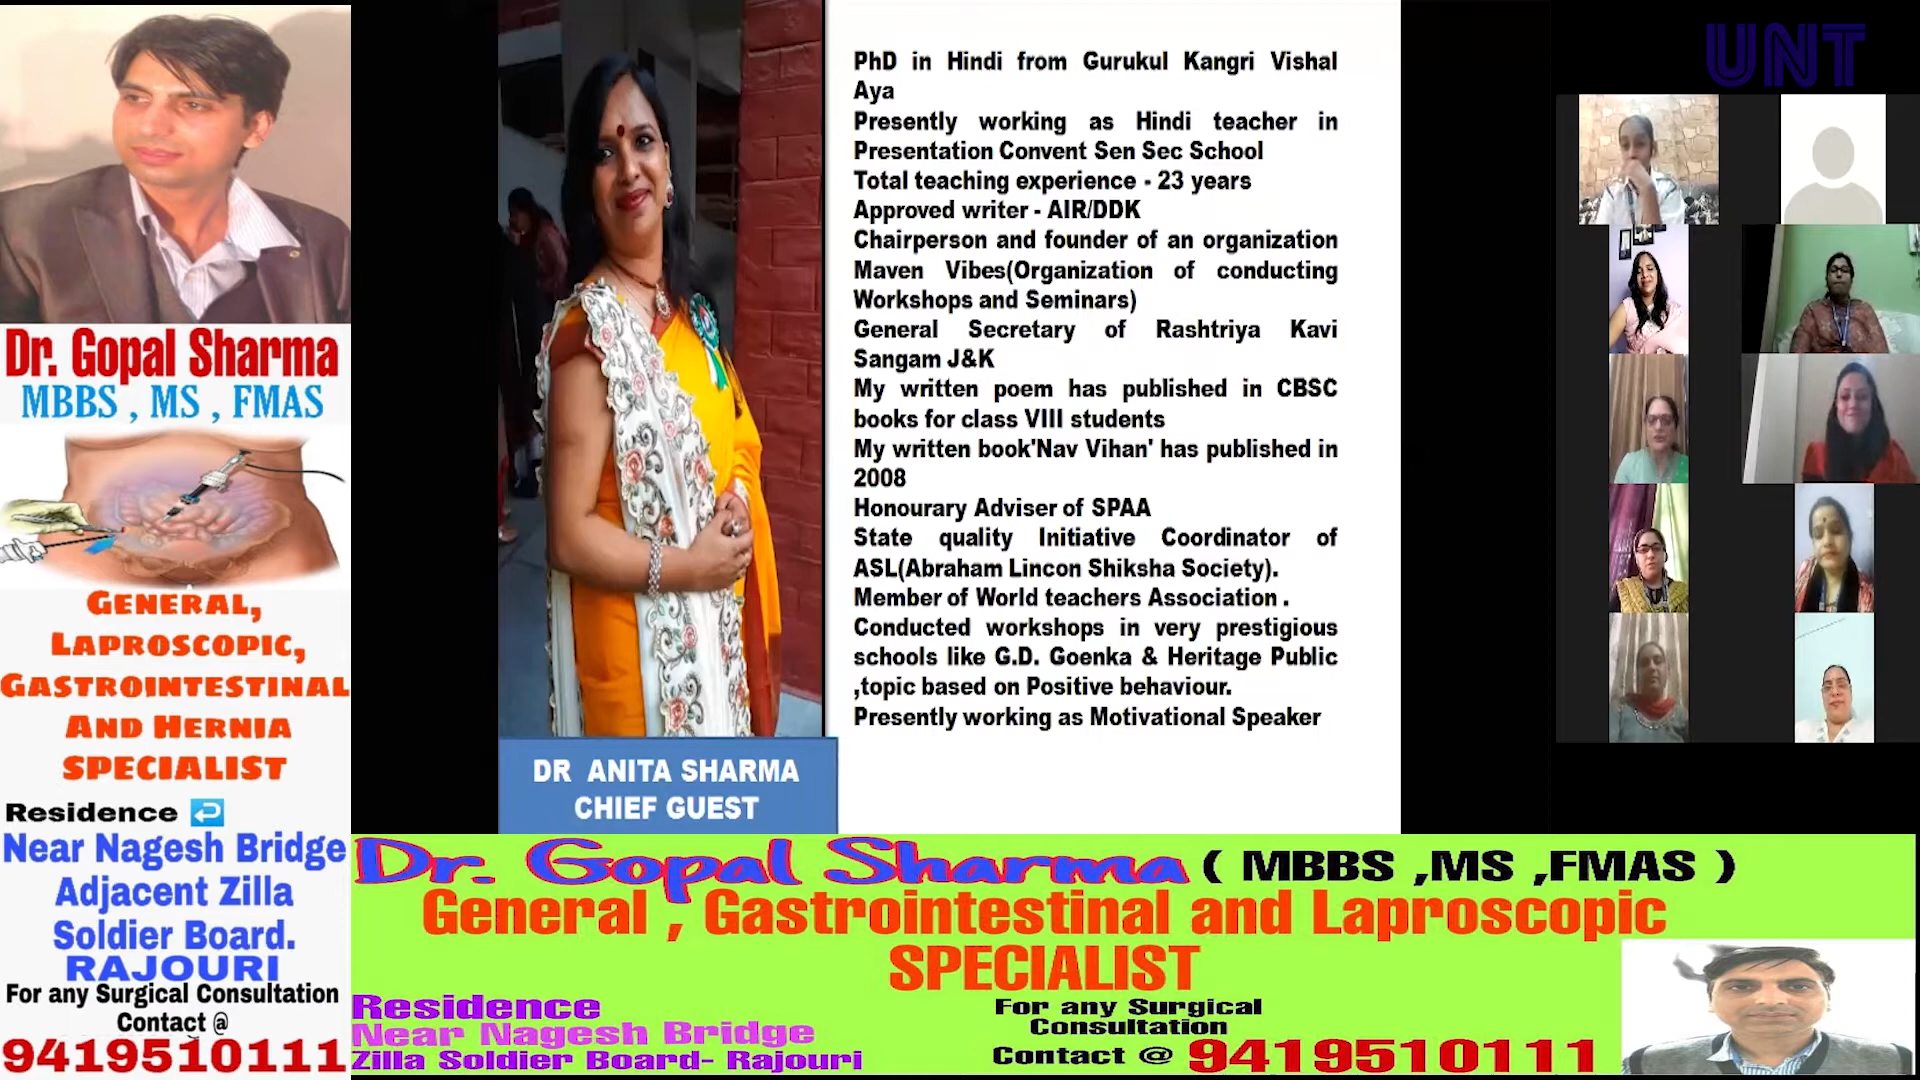 Dr. Gopal Sharma
MBBS , MS , FMAS
GENERAL,
LAPROSCOPIC,
GASTROINTESTINAL
AND HERNIA
SPECIALIST
Residence
Near Nagesh Bridge
Adjacent Zilla
Soldier Board.
RAJOURI
For any Surgical Consultation
Contact @
9419510111
DR ANITA SHARMA
CHIEF GUEST
PhD in Hindi from Gurukul Kangri Vishal
Aya
Presently working as Hindi teacher in
Presentation Convent Sen Sec School
Total teaching experience - 23 years
Approved writer - AIR/DDK
Chairperson and founder of an organization
Maven Vibes(Organization of conducting
Workshops and Seminars)
General Secretary of Rashtriya Kavi
Sangam J&K
My written poem has published in CBSC
books for class VIII students
My written book'Nav Vihan' has published in
2008
Honourary Adviser of SPAA
State quality Initiative Coordinator of
ASL(Abraham Lincon Shiksha Society).
Member of World teachers Association .
Conducted workshops in very prestigious
schools like G.D. Goenka & Heritage Public
,topic based on Positive behaviour.
Presently working as Motivational Speaker
UNT
Dr. Gopal Sharma ( MBBS ,MS ,FMAS )
General , Gastrointestinal and Laproscopic
SPECIALIST
Residence
Near Nagesh Bridge
Zilla Soldier Board- Rajouri
For any Surgical
Consultation
Contact @ 9419510111